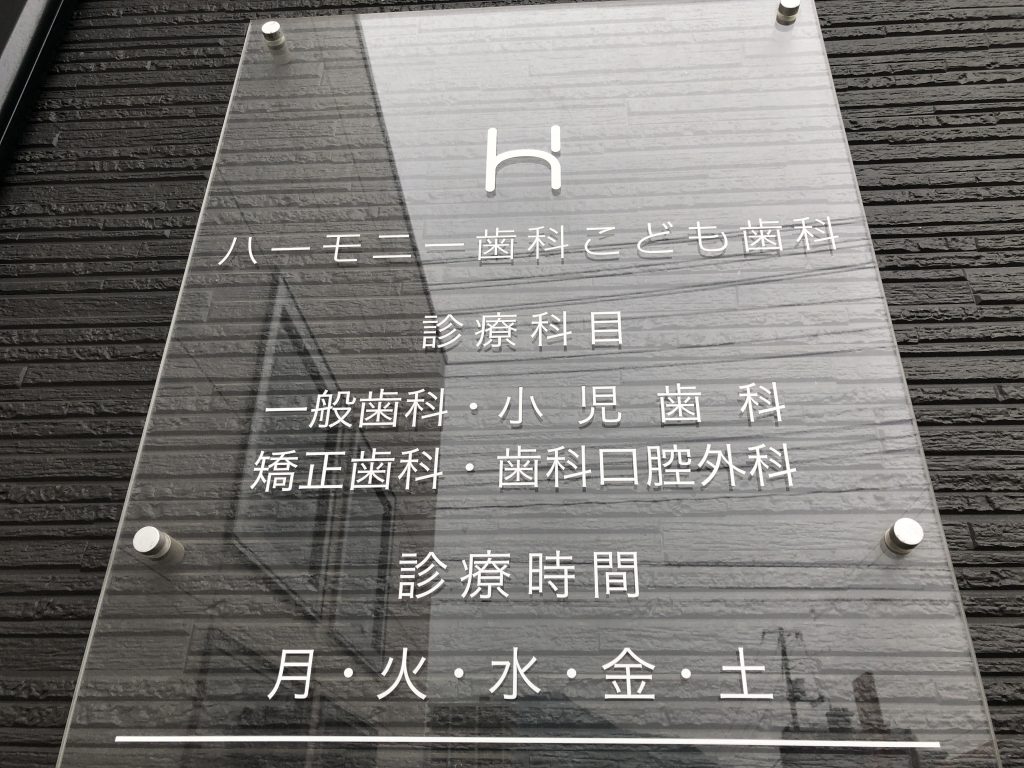 ハーモニー歯科こども歯科
診療科目
一般歯科・小児歯科
矯正歯科・歯科口腔外科
診療時間
月・火・水・金・土